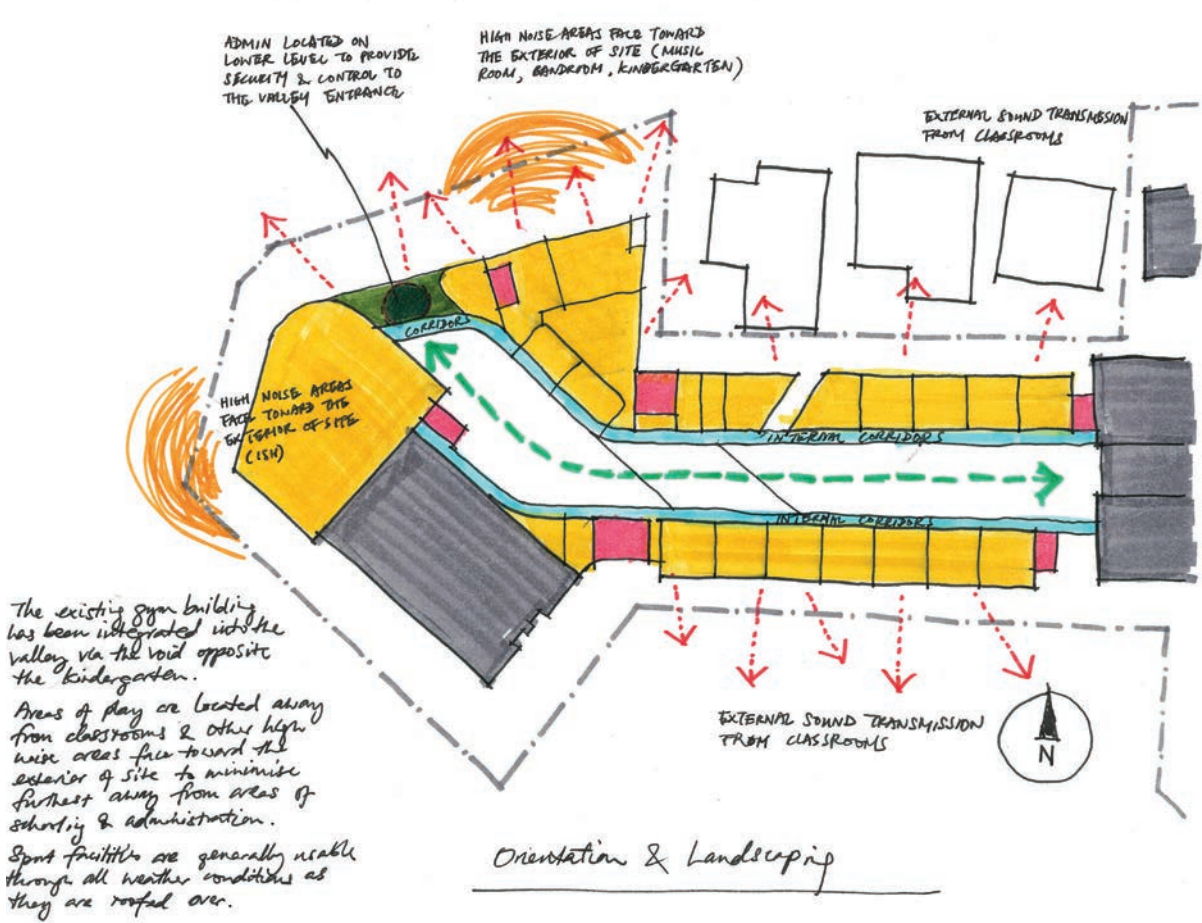 ADMIN LOCATED ON
LOWER LEVEL TO PROVIDE
SECURITY & CONTROL TO
THE VALLEY ENTRANCE
HIGH NOISE AREAS FACE TOWARD
THE EXTERIOR OF SITE (MUSIC
ROOM, BANDROOM, KINDERGARTEN)
EXTERNAL SOUND TRANSMISSION
FROM CLASSROOMS
CORRIDORS
HIGH NOISE AREAS
FACE TOWARD THE
EXTERIOR OF SITE
(ISH)
INTERNAL CORRIDORS
INTERNAL CORRIDORS
The existing gym building
has been integrated into the
valley via the void opposite
the kindergarten.
Areas of play are located away
from classrooms & other high
noise areas face toward the
exterior of site to minimise
furthest away from areas of
schooling & administration.
Sport facilities are generally usable
through all weather conditions as
they are roofed over.
EXTERNAL SOUND TRANSMISSION
FROM CLASSROOMS
N
Orientation & Landscaping